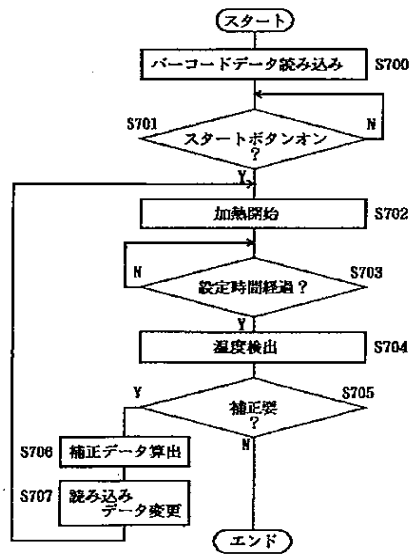 スタート
バーコードデータ読み込み S700
S701
スタートボタンオン
?
N
Y
加熱開始 S702
N
S703
設定時間経過?
Y
温度検出 S704
Y
S705
補正要
?
N
S706 補正データ算出
S707 読み込み
データ変更
エンド